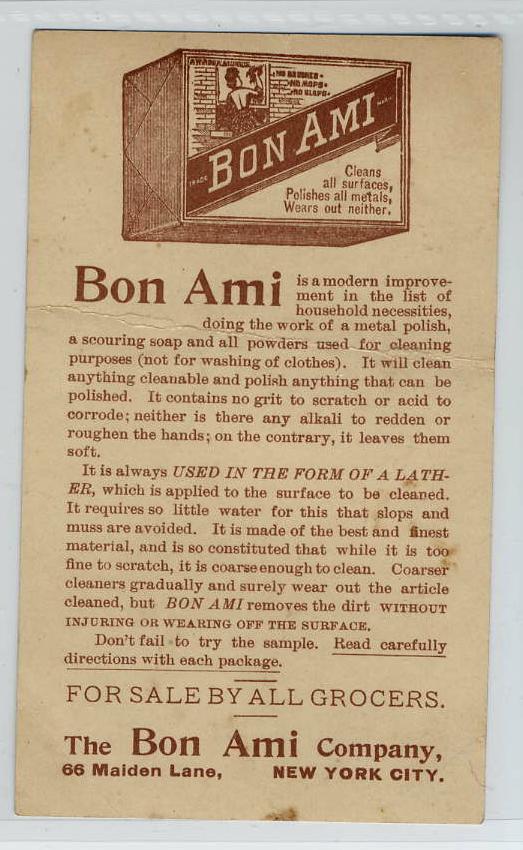 NO BRUSHES.
NO MOPS.
NO SLOPS.
TRADE BON AMI MARK
Cleans
all surfaces,
Polishes all metals,
Wears out neither.
Bon Ami is a modern improve-
ment in the list of
household necessities,
doing the work of a metal polish,
a scouring soap and all powders used for cleaning
purposes (not for washing of clothes). It will clean
anything cleanable and polish anything that can be
polished. It contains no grit to scratch or acid to
corrode; neither is there any alkali to redden or
roughen the hands; on the contrary, it leaves them
soft.
It is always USED IN THE FORM OF A LATH-
ER, which is applied to the surface to be cleaned.
It requires so little water for this that slops and
muss are avoided. It is made of the best and finest
material, and is so constituted that while it is too
fine to scratch, it is coarse enough to clean. Coarser
cleaners gradually and surely wear out the article
cleaned, but BON AMI removes the dirt WITHOUT
INJURING OR WEARING OFF THE SURFACE.
Don't fail to try the sample. Read carefully
directions with each package.
FOR SALE BY ALL GROCERS.
The Bon Ami Company,
66 Maiden Lane, NEW YORK CITY.